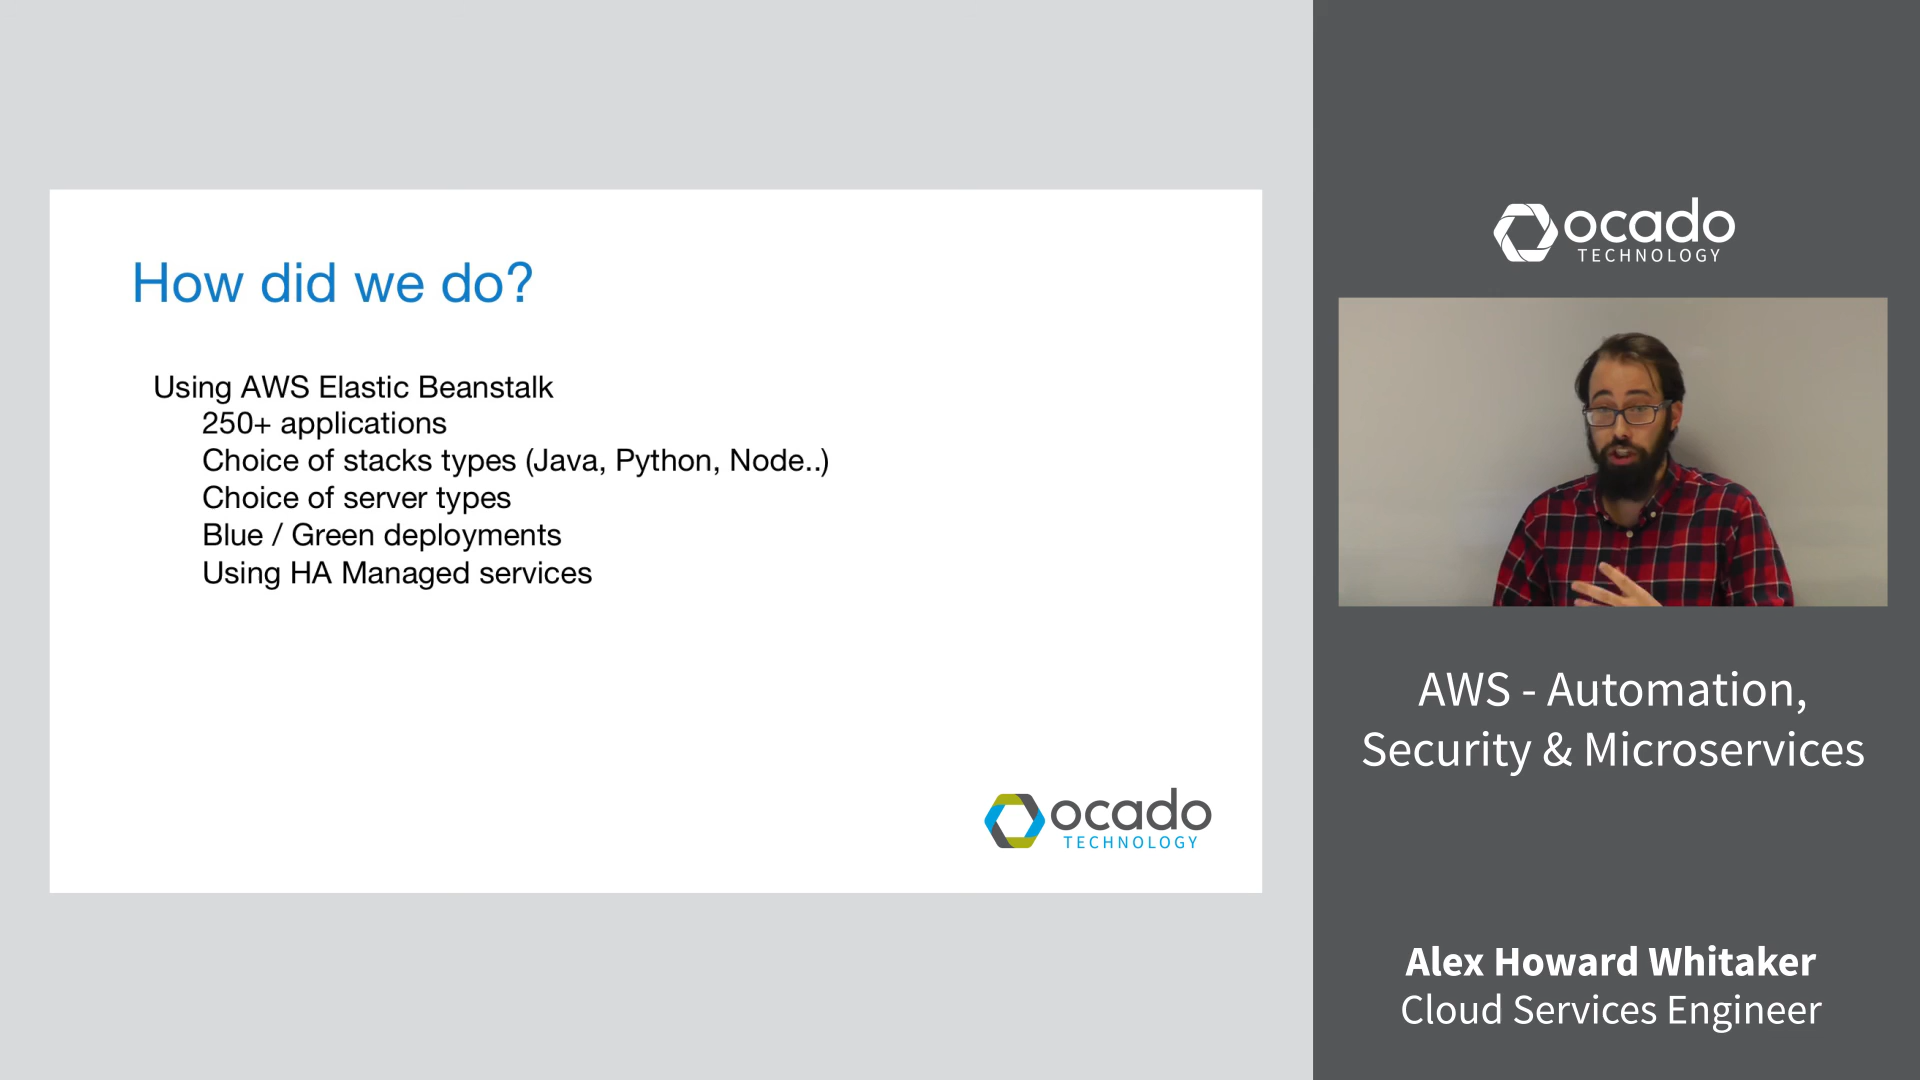 How did we do?
Using AWS Elastic Beanstalk
250+ applications
Choice of stacks types (Java, Python, Node..)
Choice of server types
Blue / Green deployments
Using HA Managed services
ocado
TECHNOLOGY
ocado
TECHNOLOGY
AWS - Automation,
Security & Microservices
Alex Howard Whitaker
Cloud Services Engineer